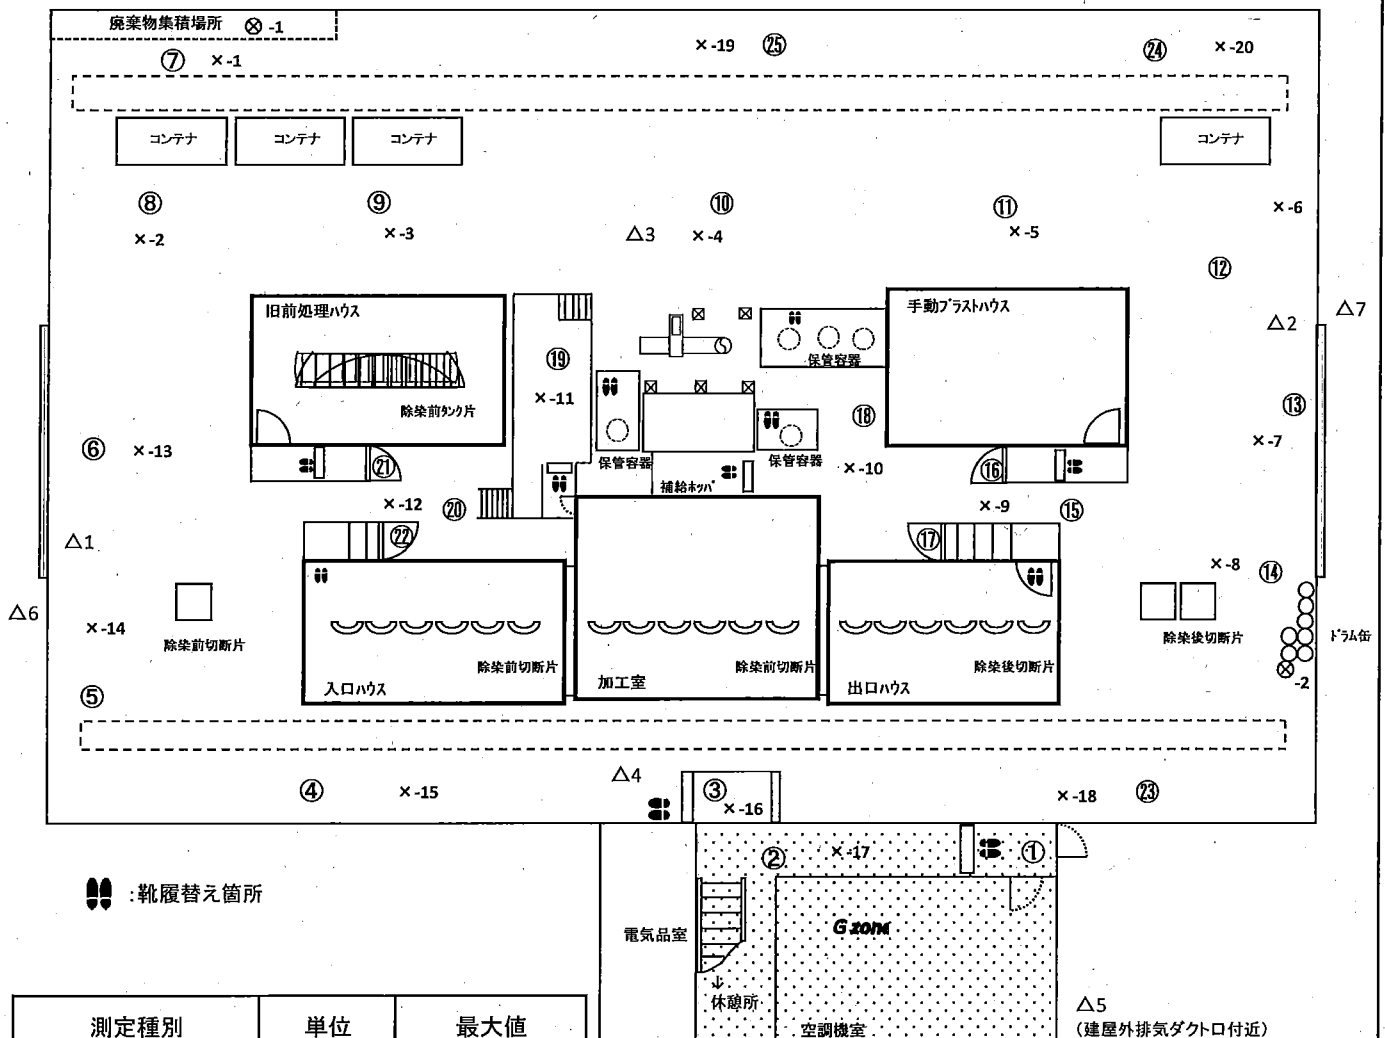 廃棄物集積場所 ⊗ -1
× -19 ㉕
㉔ × -20
⑦ × -1
コンテナ コンテナ コンテナ コンテナ
⑧ ⑨ ⑩ ⑪ × -6
× -2 × -3 △3 × -4 × -5
⑫
旧前処理ハウス 手動ブラストハウス △7
△2
⑲ 保管容器
× -11 除染前タンク片 ⑱ ⑬
⑥ × -13 × -7
㉑ 保管容器 保管容器 × -10 ⑯
補給ホッパ
× -12 ⑳ × -9 ⑮
△1 ㉒ ⑰
× -8 ⑭
△6
× -14 除染前切断片 除染後切断片 ドラム缶
除染前切断片 除染前切断片 除染後切断片
⑤ 入口ハウス 加工室 出口ハウス ⊗ -2
④ × -15 △4 ③ × -16 × -18 ㉓
② × -17 ①
:靴履替え箇所
電気品室 G zone
↓
休憩所 △5
空調機室 (建屋外排気ダクト口付近)
測定種別 単位 最大値